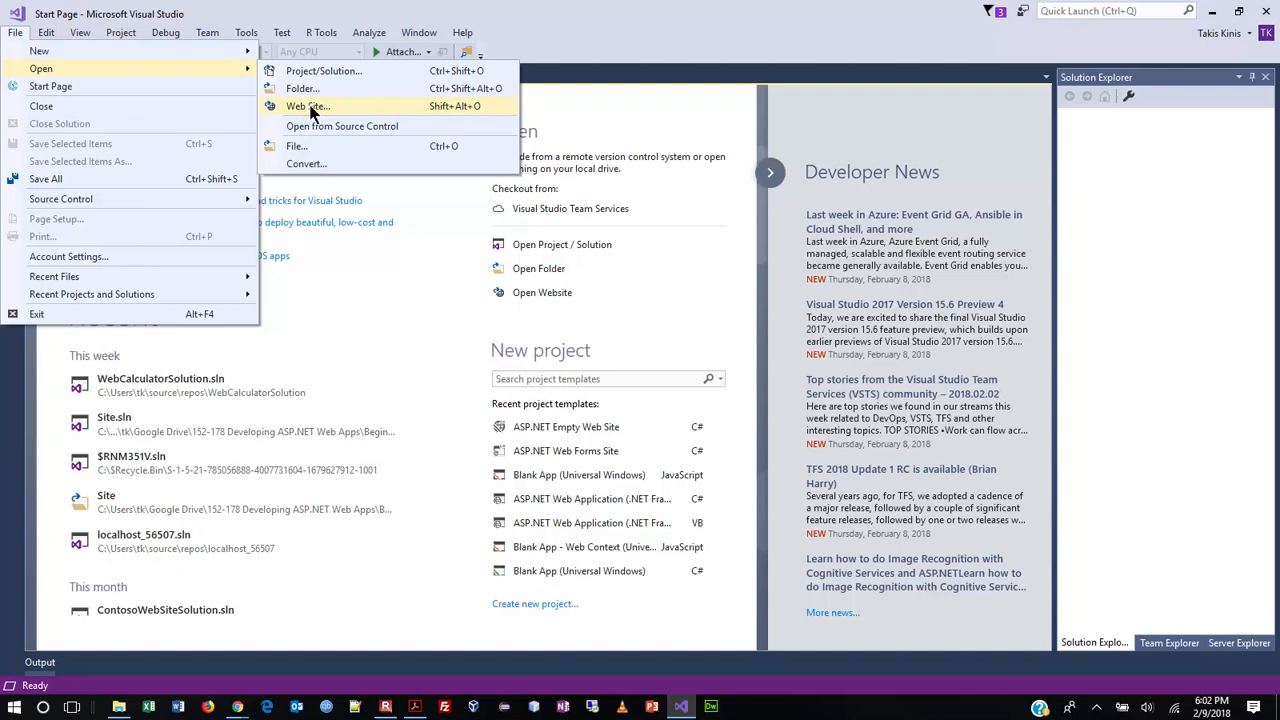 Start Page - Microsoft Visual Studio
3
Quick Launch (Ctrl+Q)
File Edit View Project Debug Team Tools Test R Tools Analyze Window Help
Takis Kinis TK
Any CPU Attach...
New
Open
Start Page
Close
Close Solution
Save Selected Items Ctrl+S
Save Selected Items As...
Save All Ctrl+Shift+S
Source Control
Page Setup...
Print... Ctrl+P
Account Settings...
Recent Files
Recent Projects and Solutions
Exit Alt+F4
Project/Solution... Ctrl+Shift+O
Folder... Ctrl+Shift+Alt+O
Web Site... Shift+Alt+O
Open from Source Control
File... Ctrl+O
Convert...
nd tricks for Visual Studio
o deploy beautiful, low-cost and
OS apps
This week
WebCalculatorSolution.sln
C:\Users\tk\source\repos\WebCalculatorSolution
Site.sln
C:\...\tk\Google Drive\152-178 Developing ASP.NET Web Apps\Begin...
$RNM351V.sln
C:\$Recycle.Bin\S-1-5-21-785056888-4007731604-1679627912-1001
Site
C:\Users\tk\Google Drive\152-178 Developing ASP.NET Web Apps\B...
localhost_56507.sln
C:\Users\tk\source\repos\localhost_56507
This month
ContosoWebSiteSolution.sln
en
de from a remote version control system or open
ning on your local drive.
Checkout from:
Visual Studio Team Services
Open Project / Solution
Open Folder
Open Website
New project
Search project templates
Recent project templates:
ASP.NET Empty Web Site C#
ASP.NET Web Forms Site C#
Blank App (Universal Windows) JavaScript
ASP.NET Web Application (.NET Fra... C#
ASP.NET Web Application (.NET Fra... VB
Blank App - Web Context (Unive... JavaScript
Blank App (Universal Windows) C#
Create new project...
Developer News
Last week in Azure: Event Grid GA, Ansible in
Cloud Shell, and more
Last week in Azure, Azure Event Grid, a fully
managed, scalable and flexible event routing service
became generally available. Event Grid enables you...
NEW Thursday, February 8, 2018
Visual Studio 2017 Version 15.6 Preview 4
Today, we are excited to share the final Visual Studio
2017 version 15.6 feature preview, which builds upon
earlier previews of Visual Studio 2017 version 15.6....
NEW Thursday, February 8, 2018
Top stories from the Visual Studio Team
Services (VSTS) community – 2018.02.02
Here are top stories we found in our streams this
week related to DevOps, VSTS, TFS and other
interesting topics. TOP STORIES •Work can flow acr...
NEW Thursday, February 8, 2018
TFS 2018 Update 1 RC is available (Brian
Harry)
Several years ago, for TFS, we adopted a cadence of
a major release, followed by a couple of significant
feature releases, followed by one or two releases w...
NEW Thursday, February 8, 2018
Learn how to do Image Recognition with
Cognitive Services and ASP.NETLearn how to
do Image Recognition with Cognitive Servic...
More news...
Solution Explorer
Solution Explo... Team Explorer Server Explorer
Output
Ready
6:02 PM
2/9/2018